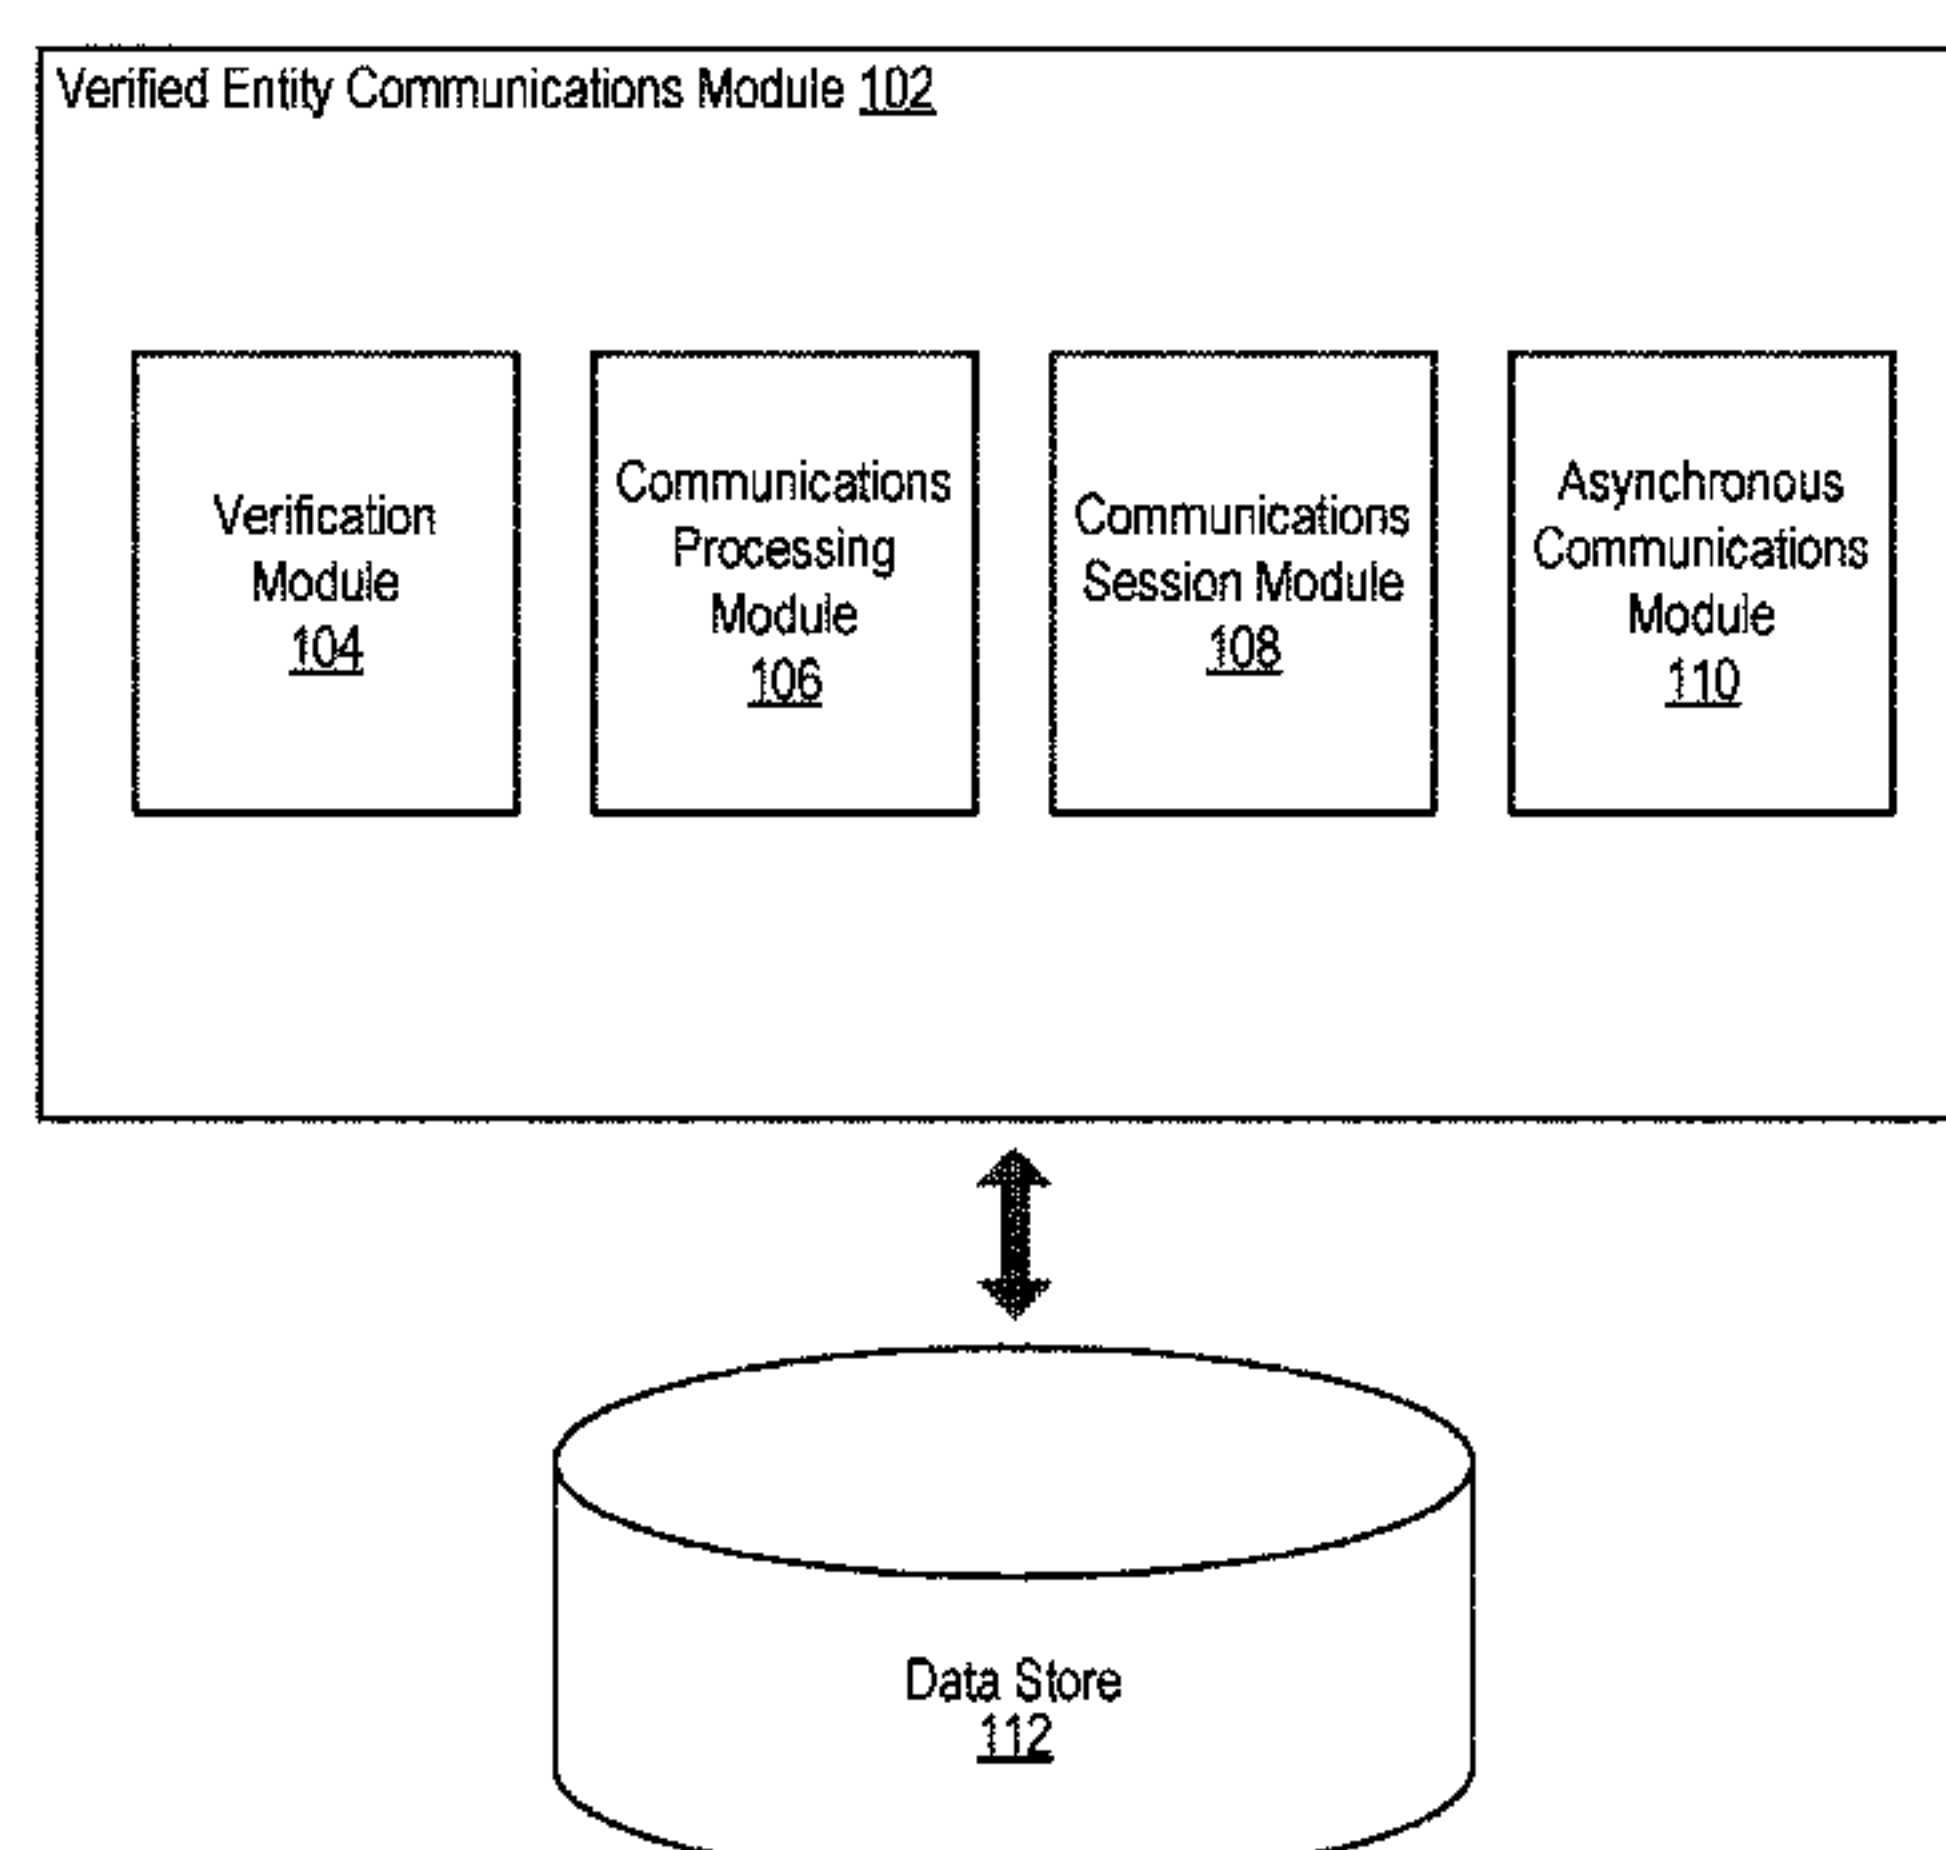 Verified Entity Communications Module 102
Verification
Module
104
Communications
Processing
Module
106
Communications
Session Module
108
Asynchronous
Communications
Module
110
Data Store
112